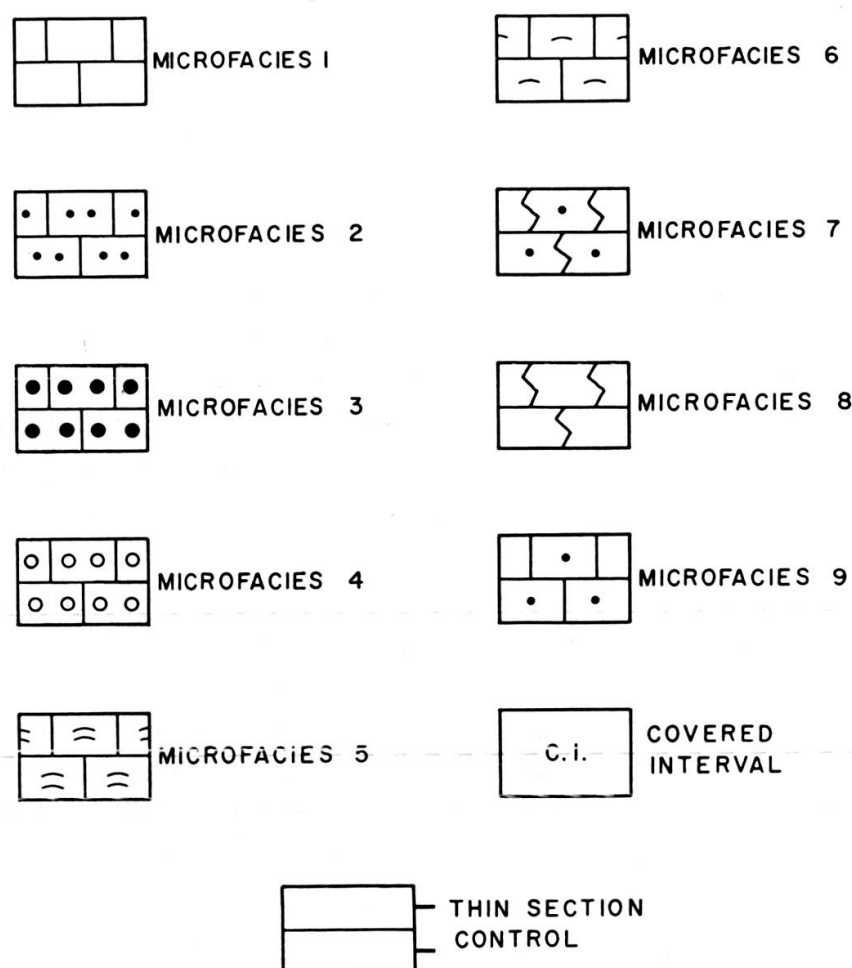 MICROFACIES 1
MICROFACIES 2
MICROFACIES 3
MICROFACIES 4
MICROFACIES 5
MICROFACIES 6
MICROFACIES 7
MICROFACIES 8
MICROFACIES 9
C.I.
COVERED
INTERVAL
THIN SECTION
CONTROL